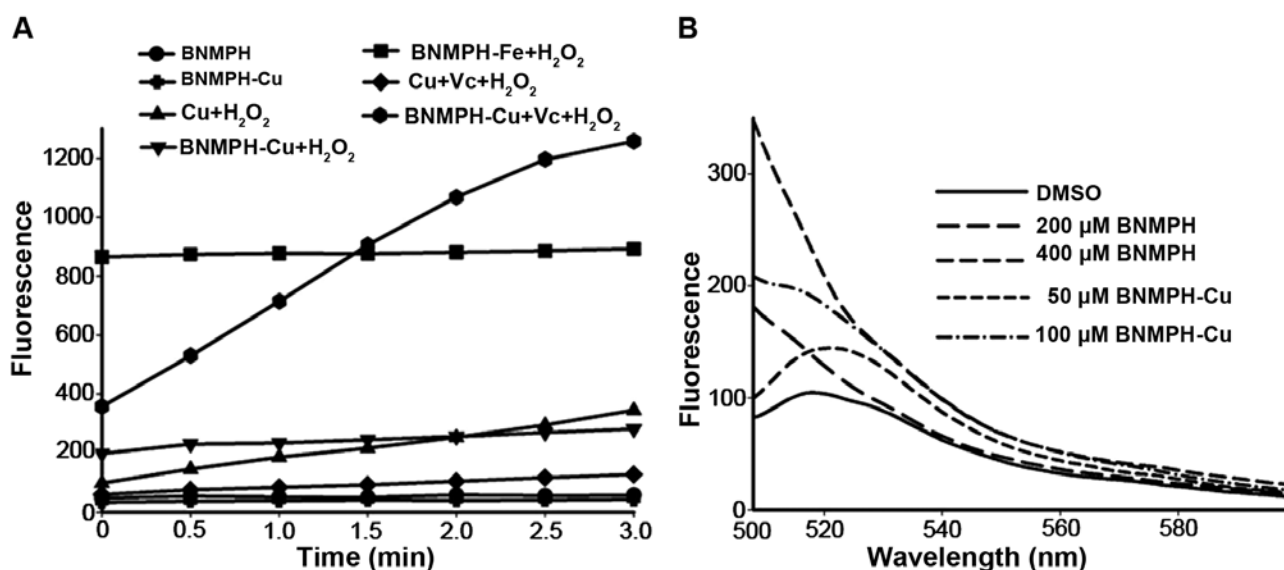 A
BNMPH
BNMPH-Cu
Cu+H₂O₂
BNMPH-Cu+H₂O₂
BNMPH-Fe+H₂O₂
Cu+Vc+H₂O₂
BNMPH-Cu+Vc+H₂O₂
Fluorescence
1200
1000
800
600
400
200
0
0 0.5 1.0 1.5 2.0 2.5 3.0
Time (min)
B
DMSO
200 µM BNMPH
400 µM BNMPH
50 µM BNMPH-Cu
100 µM BNMPH-Cu
Fluorescence
300
200
100
0
500 520 540 560 580
Wavelength (nm)